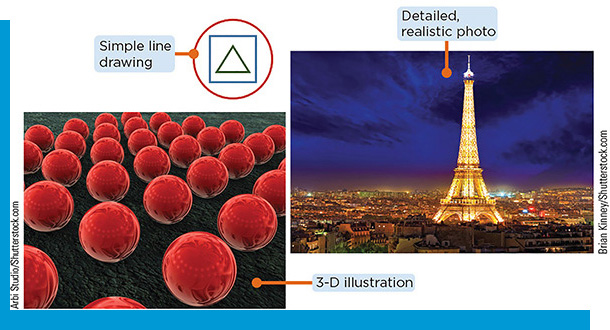 Simple line
drawing
Detailed,
realistic photo
3-D illustration
Arbi Studio/Shutterstock.com
Brian Kinney/Shutterstock.com